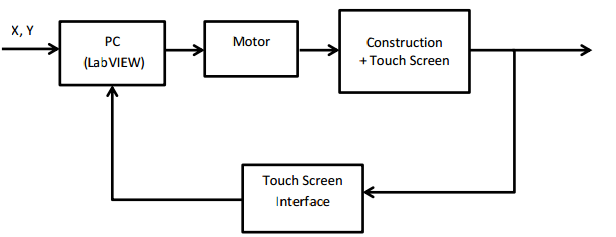 X, Y
PC
(LabVIEW)
Motor
Construction
+ Touch Screen
Touch Screen
Interface